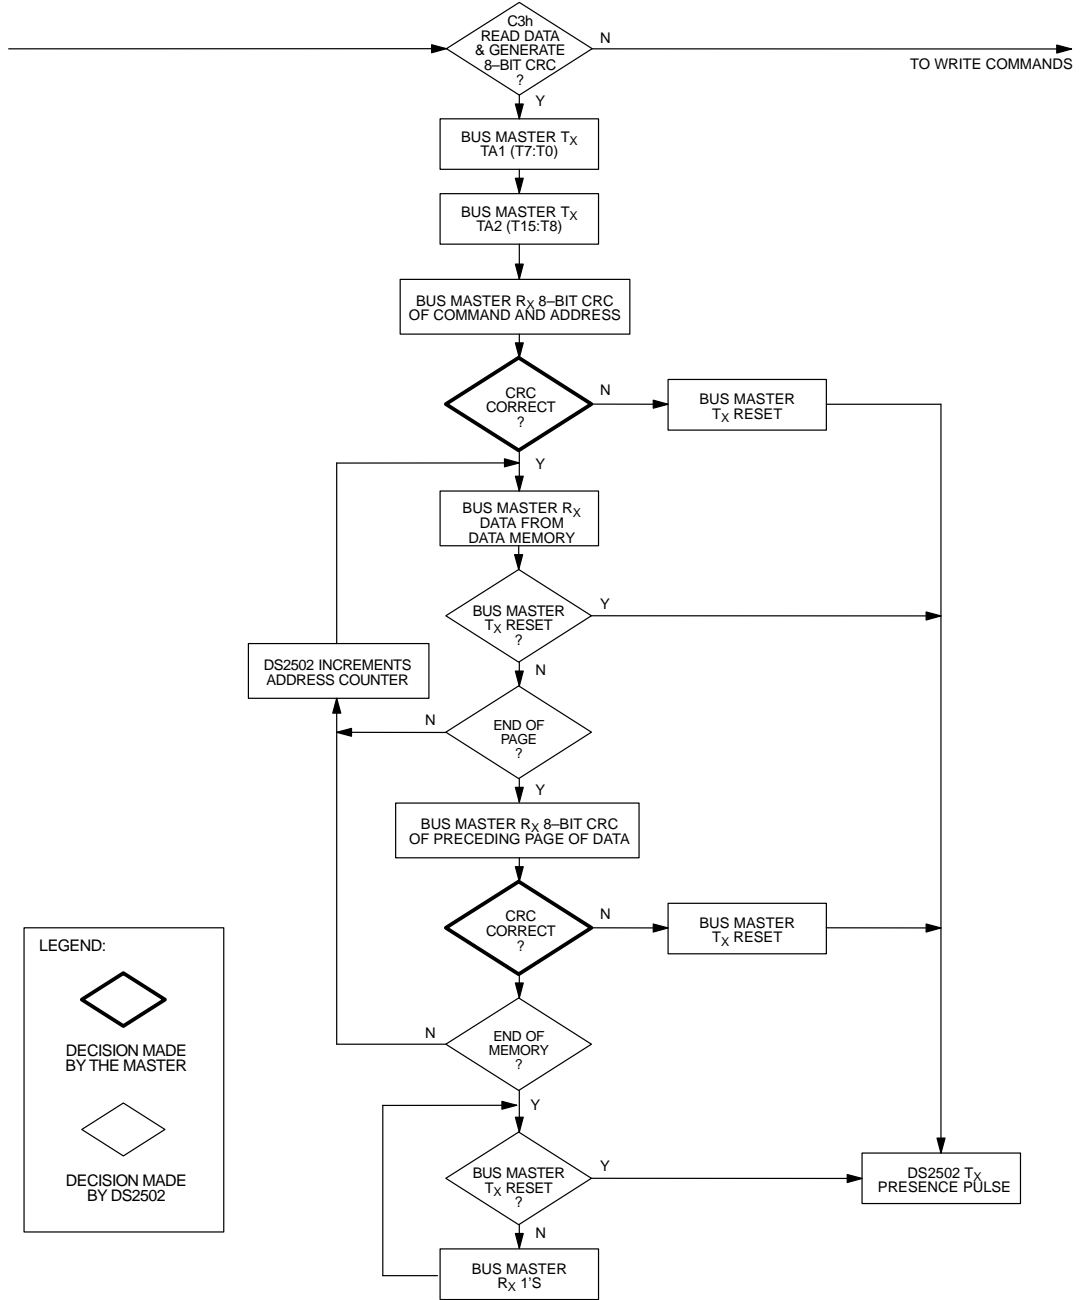 C3h
READ DATA
& GENERATE
8–BIT CRC
?
N
TO WRITE COMMANDS
Y
BUS MASTER TX
TA1 (T7:T0)
BUS MASTER TX
TA2 (T15:T8)
BUS MASTER RX 8–BIT CRC
OF COMMAND AND ADDRESS
CRC
CORRECT
?
N
BUS MASTER
TX RESET
Y
BUS MASTER RX
DATA FROM
DATA MEMORY
BUS MASTER
TX RESET
?
Y
N
DS2502 INCREMENTS
ADDRESS COUNTER
END OF
PAGE
?
N
Y
BUS MASTER RX 8–BIT CRC
OF PRECEDING PAGE OF DATA
CRC
CORRECT
?
N
BUS MASTER
TX RESET
END OF
MEMORY
?
N
Y
BUS MASTER
TX RESET
?
Y
DS2502 TX
PRESENCE PULSE
N
BUS MASTER
RX 1'S
LEGEND:
DECISION MADE
BY THE MASTER
DECISION MADE
BY DS2502